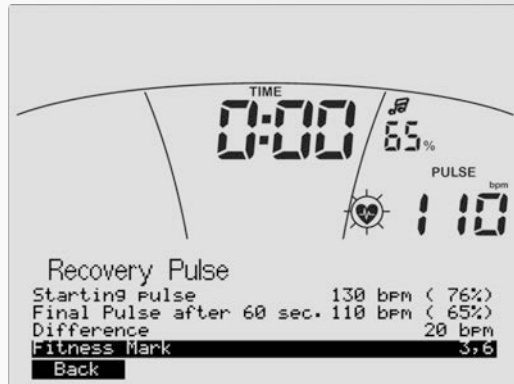 TIME
0:00
65%
PULSE
bpm
110
Recovery Pulse
Starting pulse 130 bpm ( 76%)
Final Pulse after 60 sec. 110 bpm ( 65%)
Difference 20 bpm
Fitness Mark 3,6
Back